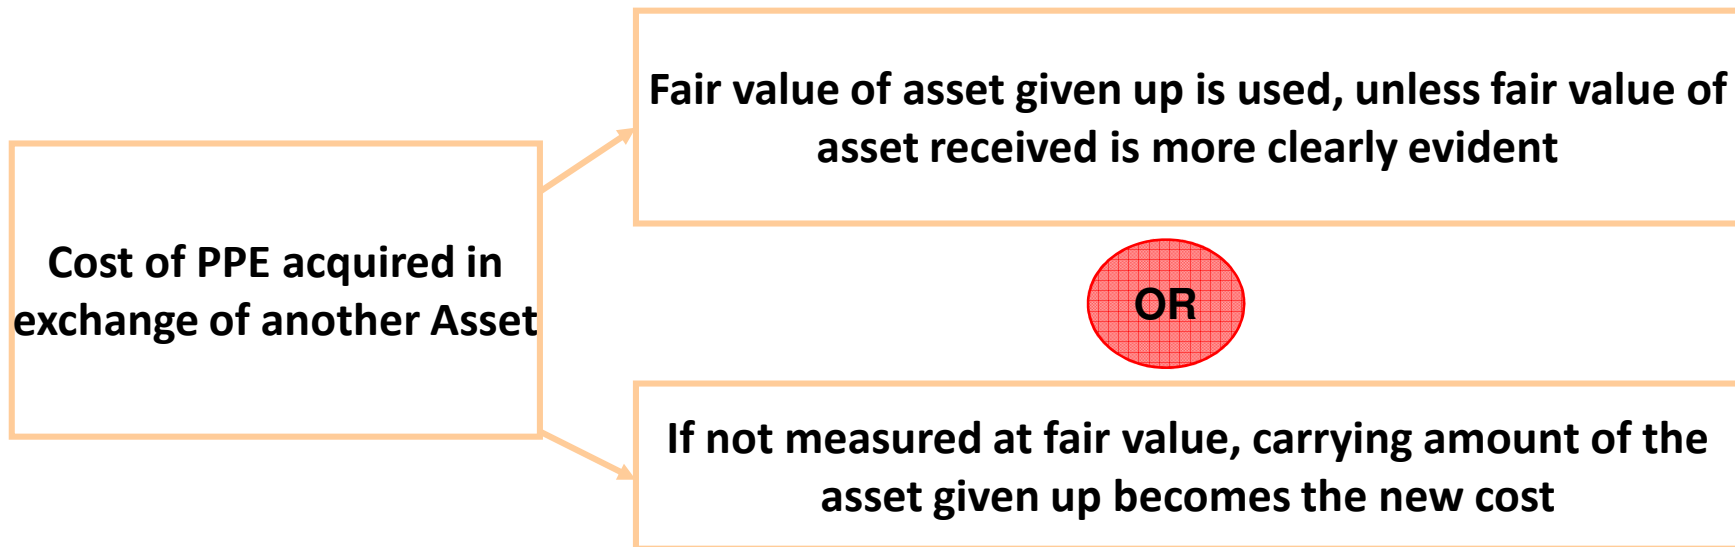 Fair value of asset given up is used, unless fair value of
asset received is more clearly evident
Cost of PPE acquired in
exchange of another Asset
OR
If not measured at fair value, carrying amount of the
asset given up becomes the new cost